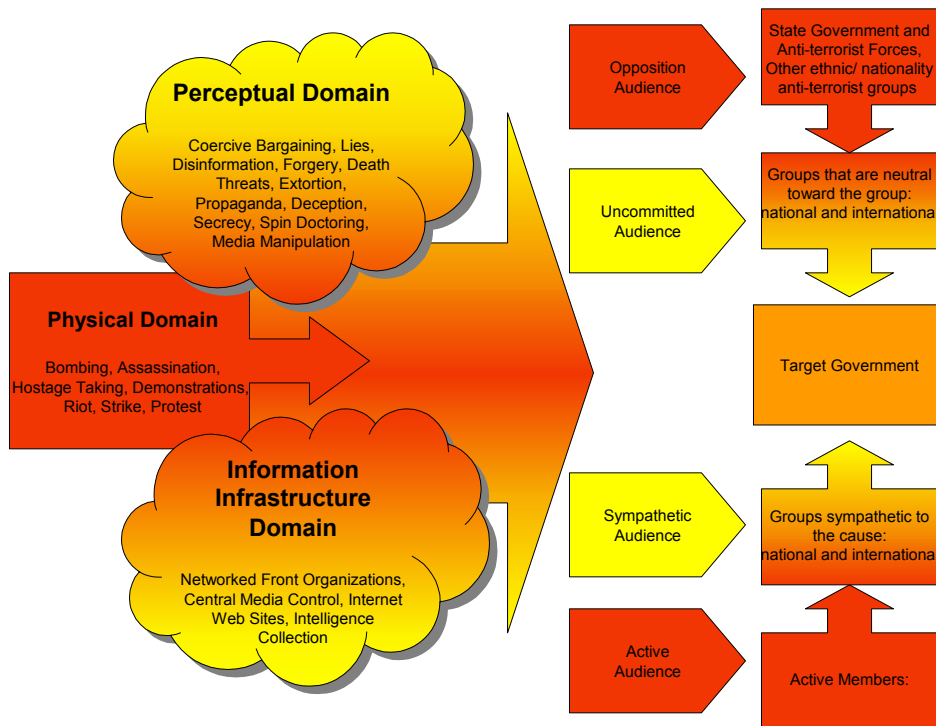 Perceptual Domain
Coercive Bargaining, Lies,
Disinformation, Forgery, Death
Threats, Extortion,
Propaganda, Deception,
Secrecy, Spin Doctoring,
Media Manipulation
Physical Domain
Bombing, Assassination,
Hostage Taking, Demonstrations,
Riot, Strike, Protest
Information
Infrastructure
Domain
Networked Front Organizations,
Central Media Control, Internet
Web Sites, Intelligence
Collection
Opposition
Audience
State Government and
Anti-terrorist Forces,
Other ethnic/ nationality
anti-terrorist groups
Uncommitted
Audience
Groups that are neutral
toward the group:
national and international
Target Government
Sympathetic
Audience
Groups sympathetic to
the cause:
national and international
Active
Audience
Active Members: